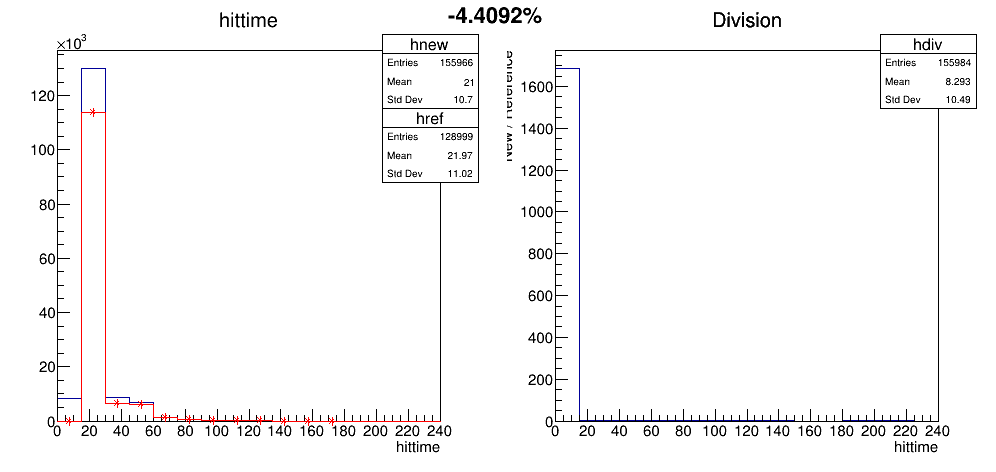 -4.4092%
hittime
×10³
hnew
Entries 155966
Mean 21
Std Dev 10.7
href
Entries 128999
Mean 21.97
Std Dev 11.02
120
100
80
60
40
20
0
0 20 40 60 80 100 120 140 160 180 200 220 240
hittime
Division
hdiv
Entries 155984
Mean 8.293
Std Dev 10.49
New / Reference
1600
1400
1200
1000
800
600
400
200
0
0 20 40 60 80 100 120 140 160 180 200 220 240
hittime